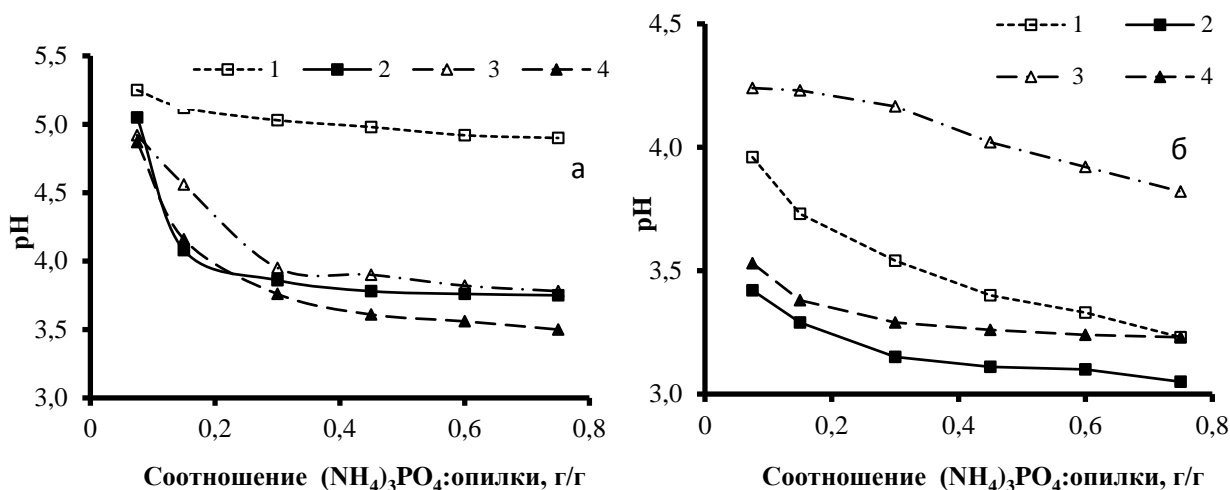 5,5
5,0
4,5
4,0
3,5
3,0
pH
1 2 3 4
а
0 0,2 0,4 0,6 0,8
Соотношение (NH4)3PO4:опилки, г/г
4,5
4,0
3,5
3,0
pH
1 2
3 4
б
0 0,2 0,4 0,6 0,8
Соотношение (NH4)3PO4:опилки, г/г